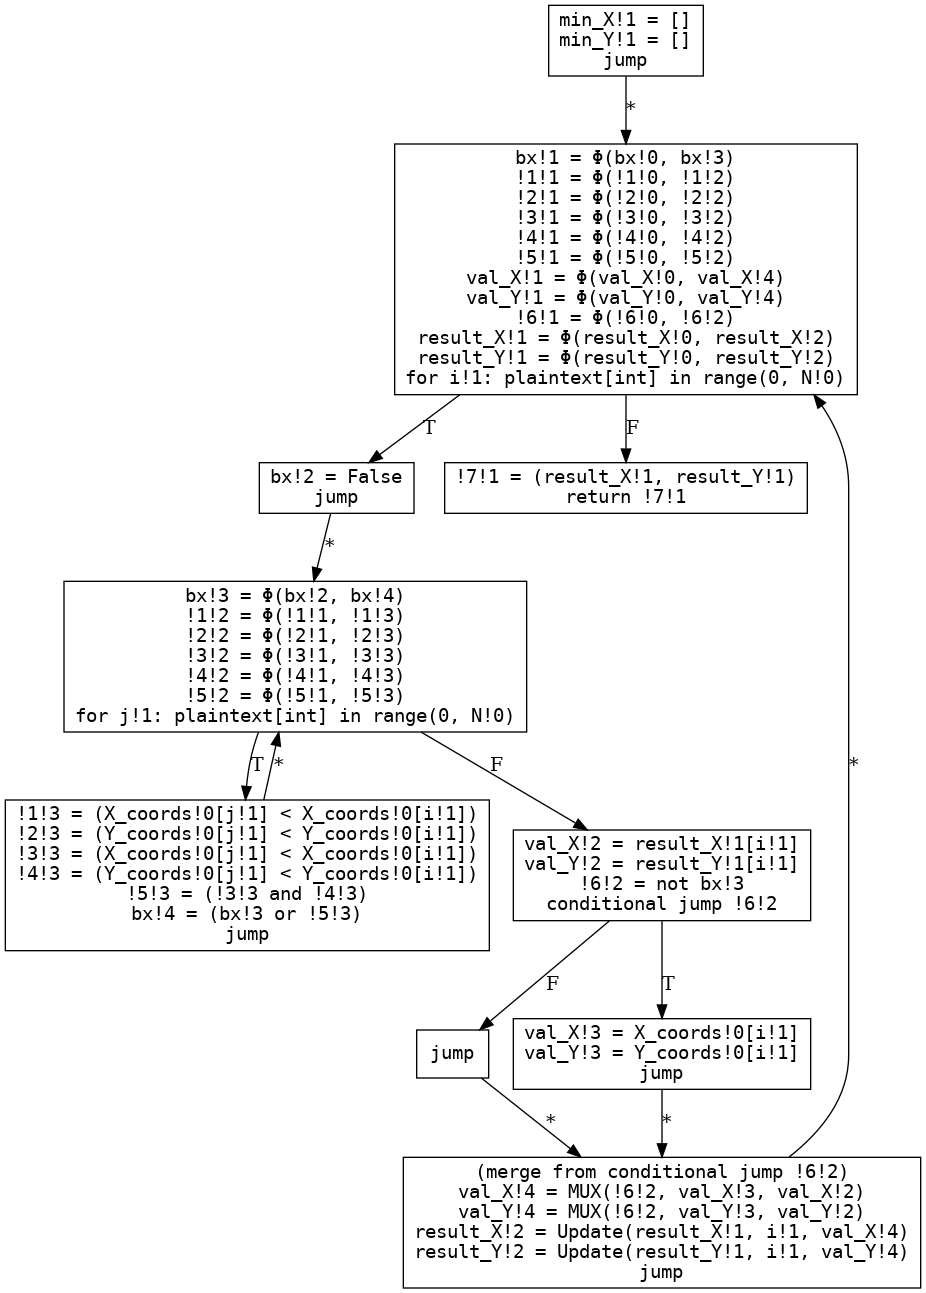 min_X!1 = []
min_Y!1 = []
jump
*
bx!1 = Φ(bx!0, bx!3)
!1!1 = Φ(!1!0, !1!2)
!2!1 = Φ(!2!0, !2!2)
!3!1 = Φ(!3!0, !3!2)
!4!1 = Φ(!4!0, !4!2)
!5!1 = Φ(!5!0, !5!2)
val_X!1 = Φ(val_X!0, val_X!4)
val_Y!1 = Φ(val_Y!0, val_Y!4)
!6!1 = Φ(!6!0, !6!2)
result_X!1 = Φ(result_X!0, result_X!2)
result_Y!1 = Φ(result_Y!0, result_Y!2)
for i!1: plaintext[int] in range(0, N!0)
T
F
bx!2 = False
jump
!7!1 = (result_X!1, result_Y!1)
return !7!1
*
bx!3 = Φ(bx!2, bx!4)
!1!2 = Φ(!1!1, !1!3)
!2!2 = Φ(!2!1, !2!3)
!3!2 = Φ(!3!1, !3!3)
!4!2 = Φ(!4!1, !4!3)
!5!2 = Φ(!5!1, !5!3)
for j!1: plaintext[int] in range(0, N!0)
T
*
F
*
!1!3 = (X_coords!0[j!1] < X_coords!0[i!1])
!2!3 = (Y_coords!0[j!1] < Y_coords!0[i!1])
!3!3 = (X_coords!0[j!1] < X_coords!0[i!1])
!4!3 = (Y_coords!0[j!1] < Y_coords!0[i!1])
!5!3 = (!3!3 and !4!3)
bx!4 = (bx!3 or !5!3)
jump
val_X!2 = result_X!1[i!1]
val_Y!2 = result_Y!1[i!1]
!6!2 = not bx!3
conditional jump !6!2
F
T
jump
val_X!3 = X_coords!0[i!1]
val_Y!3 = Y_coords!0[i!1]
jump
*
*
(merge from conditional jump !6!2)
val_X!4 = MUX(!6!2, val_X!3, val_X!2)
val_Y!4 = MUX(!6!2, val_Y!3, val_Y!2)
result_X!2 = Update(result_X!1, i!1, val_X!4)
result_Y!2 = Update(result_Y!1, i!1, val_Y!4)
jump